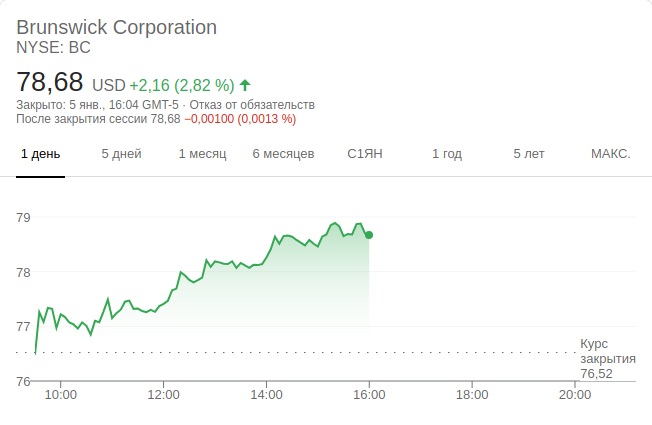 Brunswick Corporation
NYSE: BC
78,68 USD +2,16 (2,82 %)
Закрыто: 5 янв., 16:04 GMT-5 · Отказ от обязательств
После закрытия сессии 78,68 −0,00100 (0,0013 %)
1 день 5 дней 1 месяц 6 месяцев С1ЯН 1 год 5 лет МАКС.
79
78
77
Курс
закрытия
76,52
76
10:00 12:00 14:00 16:00 18:00 20:00